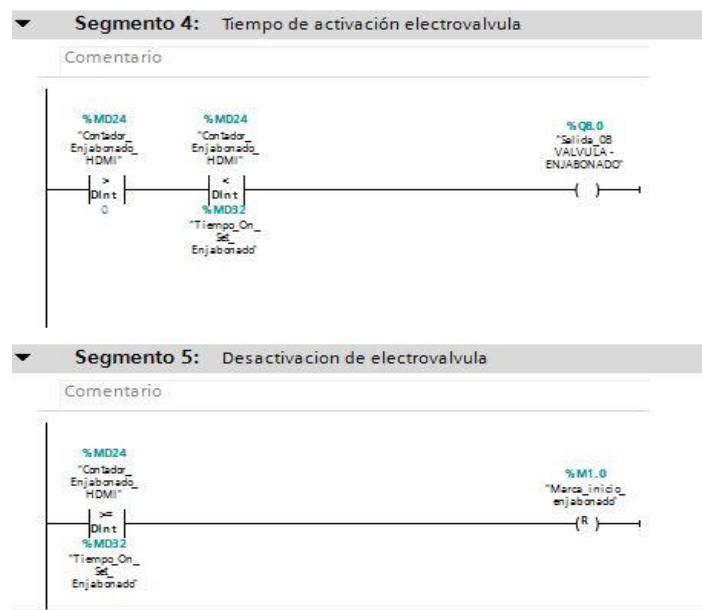 Segmento 4: Tiempo de activación electrovalvula
Comentario
%MD24
"Contador_
Enjabonado_
HDMI"
>
DInt
0
%MD24
"Contador_
Enjabonado_
HDMI"
<
DInt
%MD32
"Tiempo_On_
Set_
Enjabonado"
%Q8.0
"Salida_08
VALVULA -
ENJABONADO"
( )
Segmento 5: Desactivacion de electrovalvula
Comentario
%MD24
"Contador_
Enjabonado_
HDMI"
>=
DInt
%MD32
"Tiempo_On_
Set_
Enjabonado"
%M1.0
"Marca_inicio_
enjabonado"
(R)